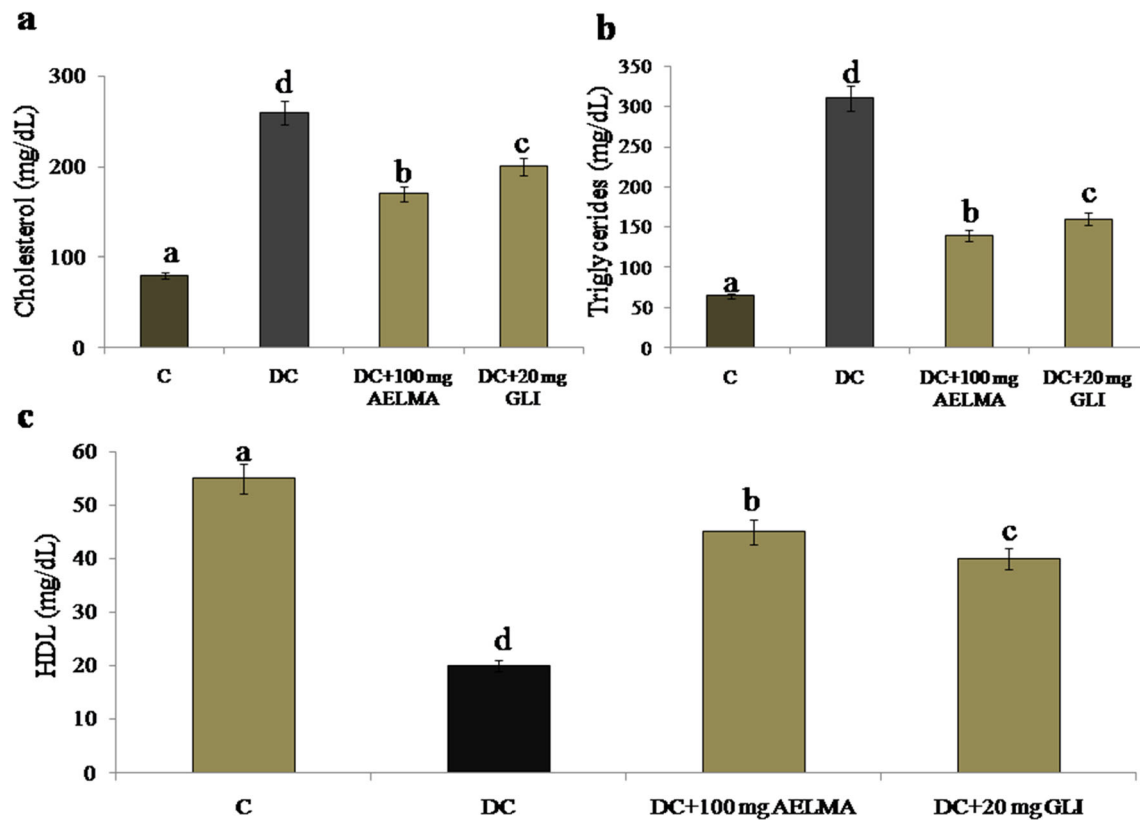 a
Cholesterol (mg/dL)
300
200
100
0
a
d
b
c
C
DC
DC+100 mg
AELMA
DC+20 mg
GLI
b
Triglycerides (mg/dL)
350
300
250
200
150
100
50
0
a
d
b
c
C
DC
DC+100 mg
AELMA
DC+20 mg
GLI
c
HDL (mg/dL)
60
50
40
30
20
10
0
a
d
b
c
C
DC
DC+100 mg AELMA
DC+20 mg GLI